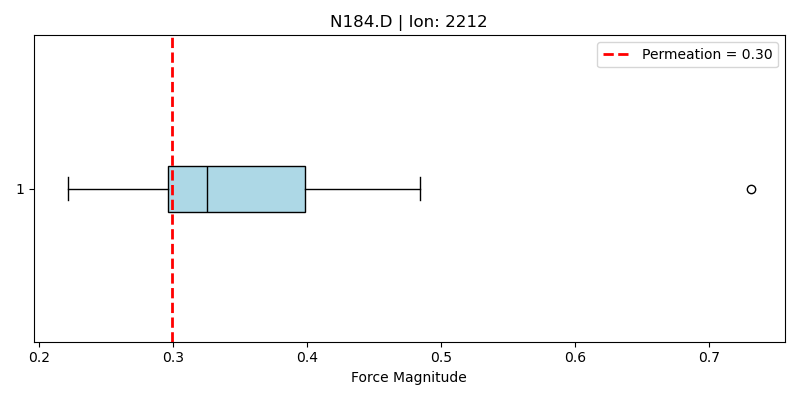 N184.D | Ion: 2212
Permeation = 0.30
1
0.2 0.3 0.4 0.5 0.6 0.7
Force Magnitude